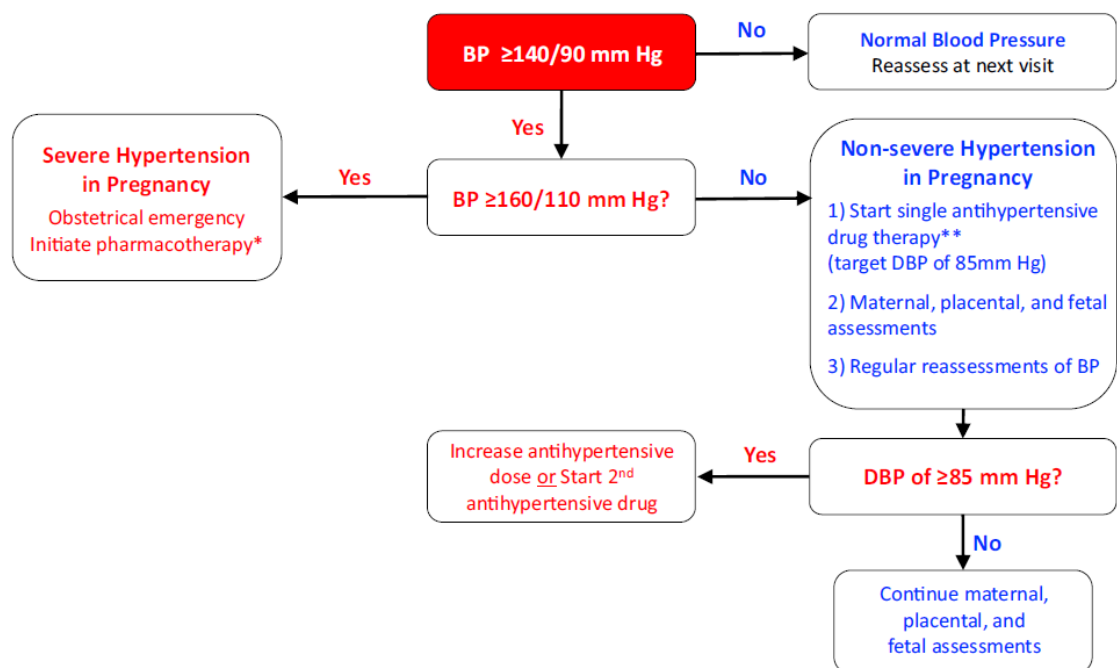 BP ≥140/90 mm Hg
No
Normal Blood Pressure
Reassess at next visit
Yes
Severe Hypertension
in Pregnancy
Obstetrical emergency
Initiate pharmacotherapy*
Yes
BP ≥160/110 mm Hg?
No
Non-severe Hypertension
in Pregnancy
1) Start single antihypertensive
drug therapy**
(target DBP of 85mm Hg)
2) Maternal, placental, and fetal
assessments
3) Regular reassessments of BP
Increase antihypertensive
dose or Start 2nd
antihypertensive drug
Yes
DBP of ≥85 mm Hg?
No
Continue maternal,
placental, and
fetal assessments